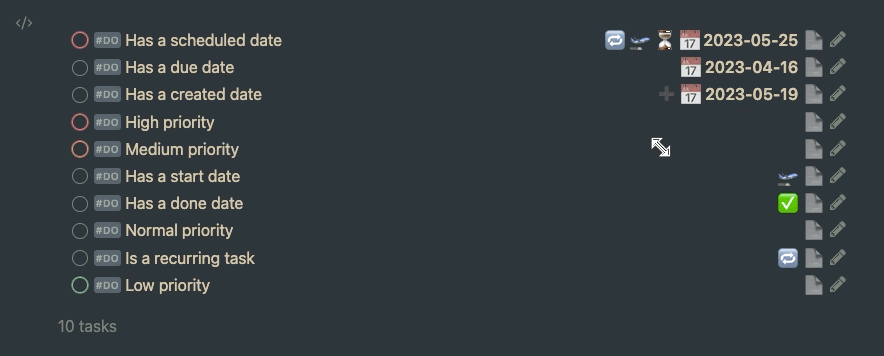 </>
#DO Has a scheduled date 🔁 🛫 ⏳ 📅 2023-05-25
#DO Has a due date 📅 2023-04-16
#DO Has a created date ➕ 📅 2023-05-19
#DO High priority
#DO Medium priority
#DO Has a start date 🛫
#DO Has a done date ✅
#DO Normal priority
#DO Is a recurring task 🔁
#DO Low priority
10 tasks